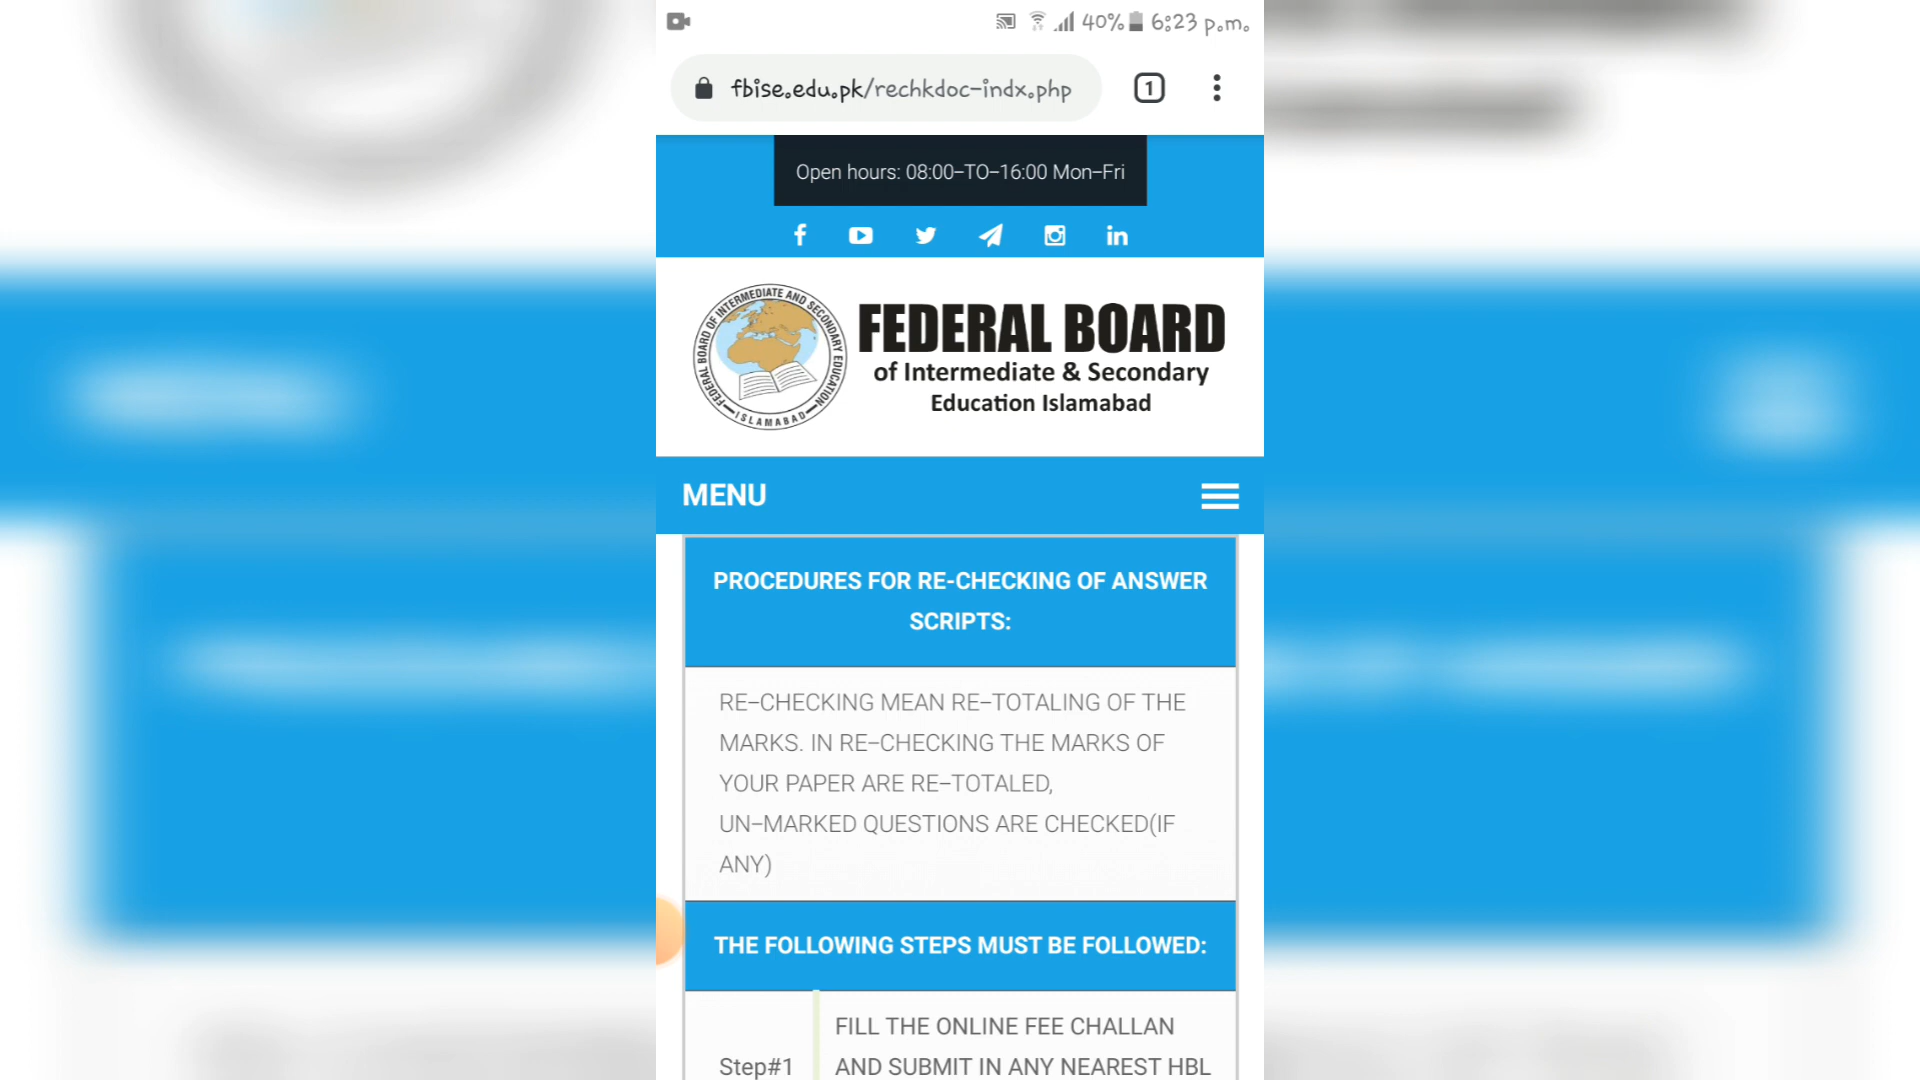 40% 6:23 p.m.
fbise.edu.pk/rechkdoc-indx.php
1
Open hours: 08:00-TO-16:00 Mon-Fri
FEDERAL BOARD OF INTERMEDIATE AND SECONDARY EDUCATION
ISLAMABAD
FEDERAL BOARD
of Intermediate & Secondary
Education Islamabad
MENU
PROCEDURES FOR RE-CHECKING OF ANSWER
SCRIPTS:
RE-CHECKING MEAN RE-TOTALING OF THE
MARKS. IN RE-CHECKING THE MARKS OF
YOUR PAPER ARE RE-TOTALED,
UN-MARKED QUESTIONS ARE CHECKED(IF
ANY)
THE FOLLOWING STEPS MUST BE FOLLOWED:
FILL THE ONLINE FEE CHALLAN
Step#1 AND SUBMIT IN ANY NEAREST HBL